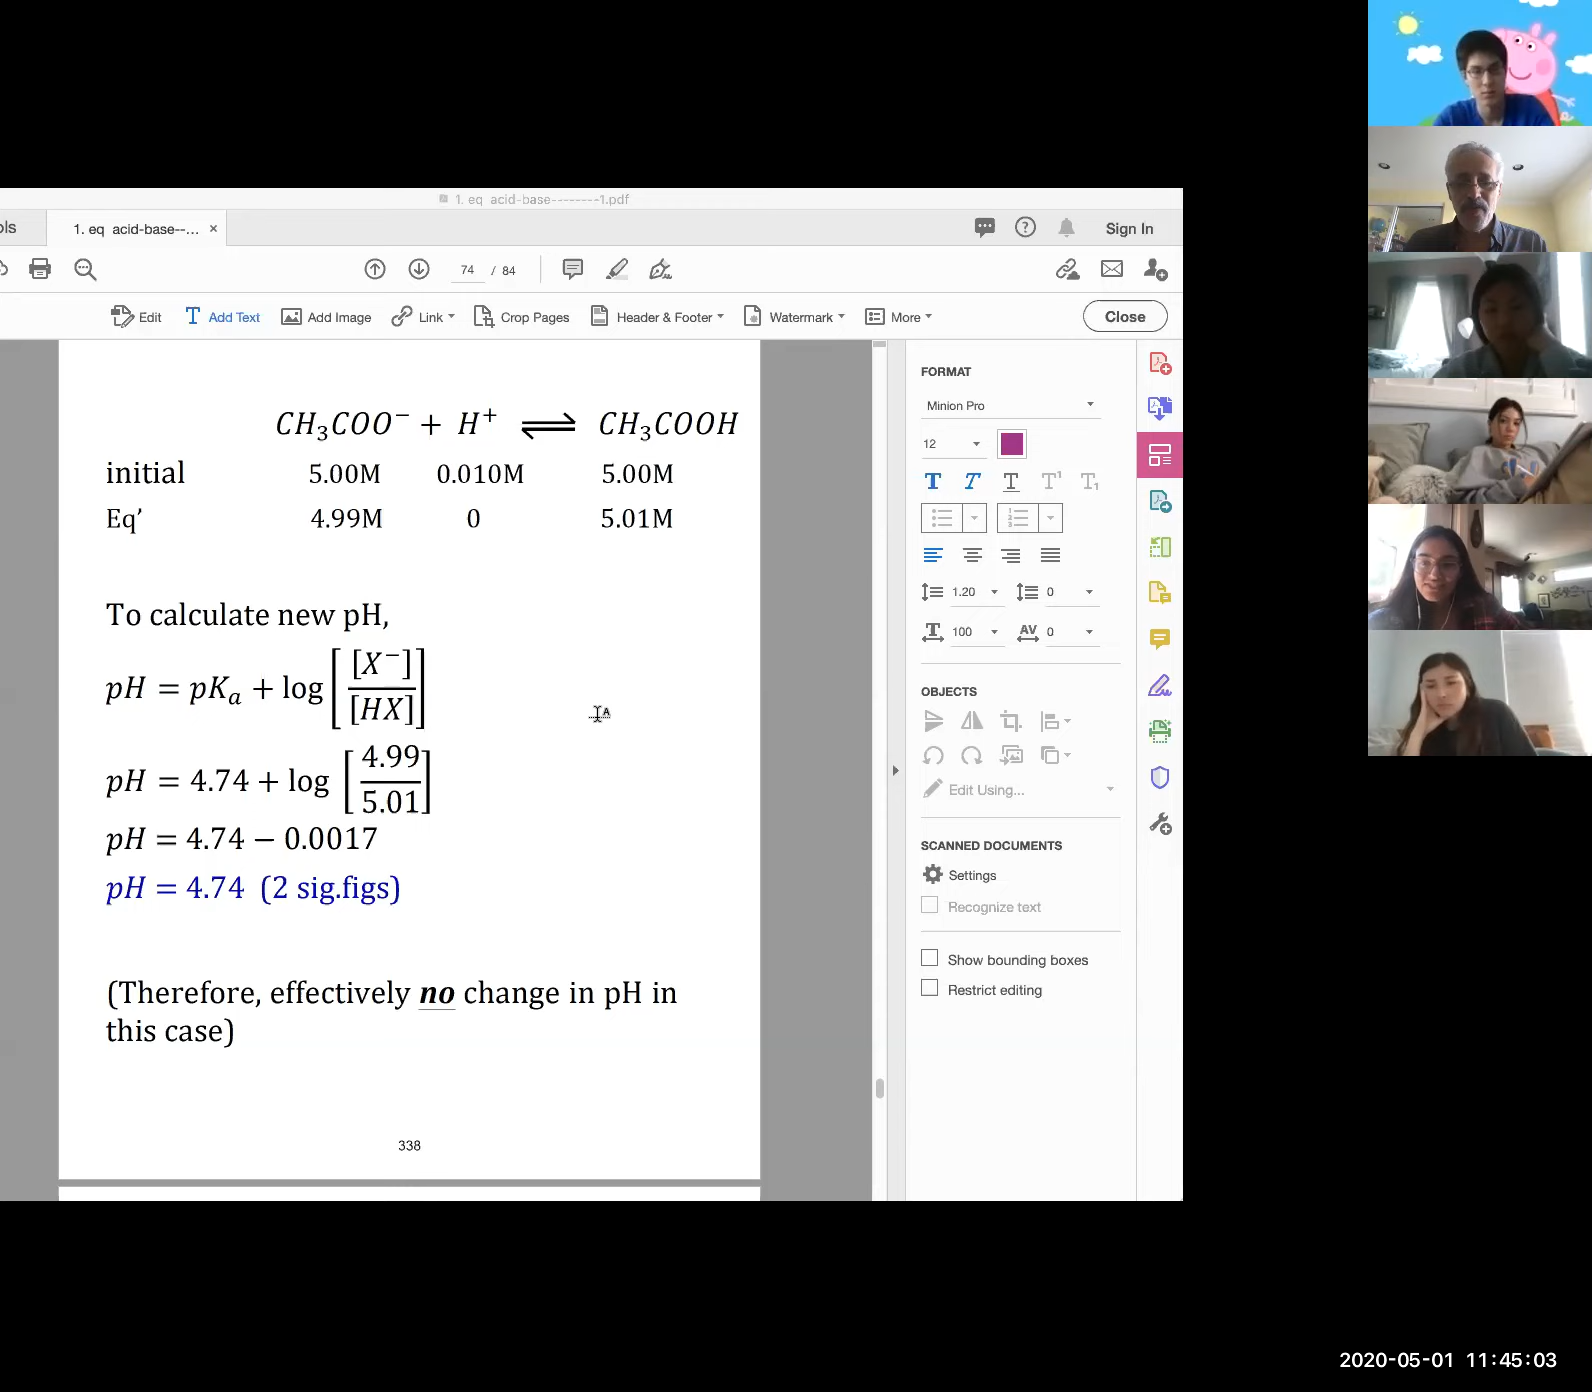 1. eq acid-base--------1.pdf
ols
1. eq acid-base--... ×
Sign In
74 / 84
Edit
Add Text
Add Image
Link
Crop Pages
Header & Footer
Watermark
More
Close
CH₃COO⁻ + H⁺ ⇌ CH₃COOH
initial 5.00M 0.010M 5.00M
Eq’ 4.99M 0 5.01M
To calculate new pH,
pH = pKₐ + log [[X⁻]/[HX]]
pH = 4.74 + log [4.99/5.01]
pH = 4.74 − 0.0017
pH = 4.74 (2 sig.figs)
(Therefore, effectively no change in pH in
this case)
338
FORMAT
Minion Pro
12
T T T T¹ T₁
1.20 0
100 AV 0
OBJECTS
Edit Using...
SCANNED DOCUMENTS
Settings
Recognize text
Show bounding boxes
Restrict editing
2020-05-01 11:45:03